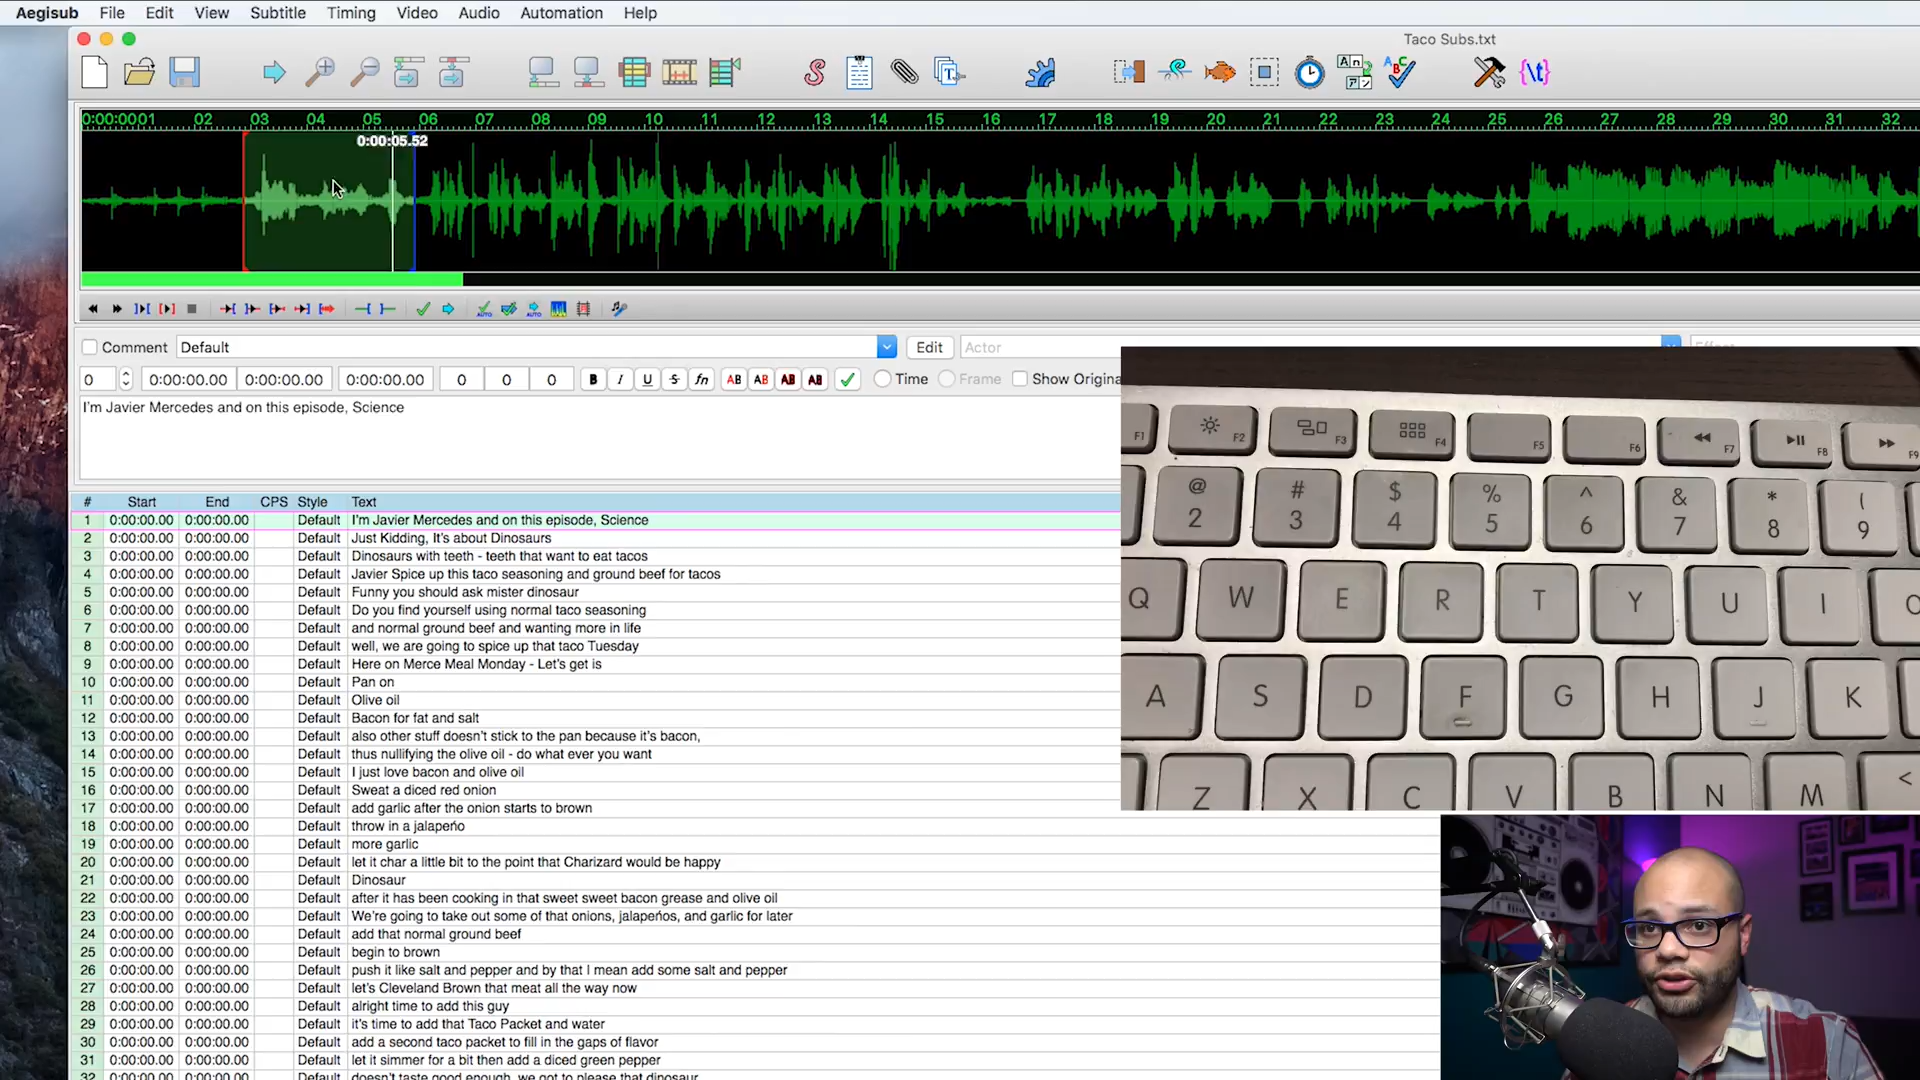 Aegisub File Edit View Subtitle Timing Video Audio Automation Help
Taco Subs.txt
0:00:00 01 02 03 04 05 06 07 08 09 10 11 12 13 14 15 16 17 18 19 20 21 22 23 24 25 26 27 28 29 30 31 32
0:00:05.52
Comment Default Edit Actor
0 0:00:00.00 0:00:00.00 0:00:00.00 0 0 0 B I U S fn AB AB AB AB Time Frame Show Origina
I'm Javier Mercedes and on this episode, Science
# Start End CPS Style Text
1 0:00:00.00 0:00:00.00 Default I'm Javier Mercedes and on this episode, Science
2 0:00:00.00 0:00:00.00 Default Just Kidding, It's about Dinosaurs
3 0:00:00.00 0:00:00.00 Default Dinosaurs with teeth - teeth that want to eat tacos
4 0:00:00.00 0:00:00.00 Default Javier Spice up this taco seasoning and ground beef for tacos
5 0:00:00.00 0:00:00.00 Default Funny you should ask mister dinosaur
6 0:00:00.00 0:00:00.00 Default Do you find yourself using normal taco seasoning
7 0:00:00.00 0:00:00.00 Default and normal ground beef and wanting more in life
8 0:00:00.00 0:00:00.00 Default well, we are going to spice up that taco Tuesday
9 0:00:00.00 0:00:00.00 Default Here on Merce Meal Monday - Let's get is
10 0:00:00.00 0:00:00.00 Default Pan on
11 0:00:00.00 0:00:00.00 Default Olive oil
12 0:00:00.00 0:00:00.00 Default Bacon for fat and salt
13 0:00:00.00 0:00:00.00 Default also other stuff doesn't stick to the pan because it's bacon,
14 0:00:00.00 0:00:00.00 Default thus nullifying the olive oil - do what ever you want
15 0:00:00.00 0:00:00.00 Default I just love bacon and olive oil
16 0:00:00.00 0:00:00.00 Default Sweat a diced red onion
17 0:00:00.00 0:00:00.00 Default add garlic after the onion starts to brown
18 0:00:00.00 0:00:00.00 Default throw in a jalapeño
19 0:00:00.00 0:00:00.00 Default more garlic
20 0:00:00.00 0:00:00.00 Default let it char a little bit to the point that Charizard would be happy
21 0:00:00.00 0:00:00.00 Default Dinosaur
22 0:00:00.00 0:00:00.00 Default after it has been cooking in that sweet sweet bacon grease and olive oil
23 0:00:00.00 0:00:00.00 Default We're going to take out some of that onions, jalapeños, and garlic for later
24 0:00:00.00 0:00:00.00 Default add that normal ground beef
25 0:00:00.00 0:00:00.00 Default begin to brown
26 0:00:00.00 0:00:00.00 Default push it like salt and pepper and by that I mean add some salt and pepper
27 0:00:00.00 0:00:00.00 Default let's Cleveland Brown that meat all the way now
28 0:00:00.00 0:00:00.00 Default alright time to add this guy
29 0:00:00.00 0:00:00.00 Default it's time to add that Taco Packet and water
30 0:00:00.00 0:00:00.00 Default add a second taco packet to fill in the gaps of flavor
31 0:00:00.00 0:00:00.00 Default let it simmer for a bit then add a diced green pepper
32 0:00:00.00 0:00:00.00 Default doesn't taste good enough, we got to please that dinosaur
F1 F2 F3 F4 F5 F6 F7 F8 F9
@ # $ % ^ & * (
2 3 4 5 6 7 8 9
Q W E R T Y U I
A S D F G H J K
Z X C V B N M <